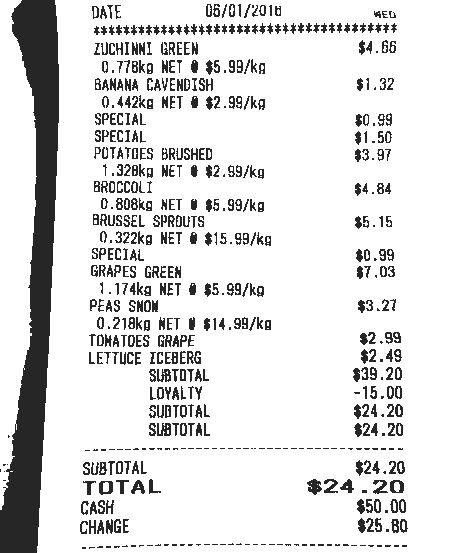 DATE 06/01/2016 WED
************************************
ZUCHINNI GREEN $4.66
0.778kg NET @ $5.99/kg
BANANA CAVENDISH $1.32
0.442kg NET @ $2.99/kg
SPECIAL $0.99
SPECIAL $1.50
POTATOES BRUSHED $3.97
1.328kg NET @ $2.99/kg
BROCCOLI $4.84
0.808kg NET @ $5.99/kg
BRUSSEL SPROUTS $5.15
0.322kg NET @ $15.99/kg
SPECIAL $0.99
GRAPES GREEN $7.03
1.174kg NET @ $5.99/kg
PEAS SNOW $3.27
0.218kg NET @ $14.99/kg
TOMATOES GRAPE $2.99
LETTUCE ICEBERG $2.49
SUBTOTAL $39.20
LOYALTY -15.00
SUBTOTAL $24.20
SUBTOTAL $24.20
SUBTOTAL $24.20
TOTAL $24.20
CASH $50.00
CHANGE $25.80